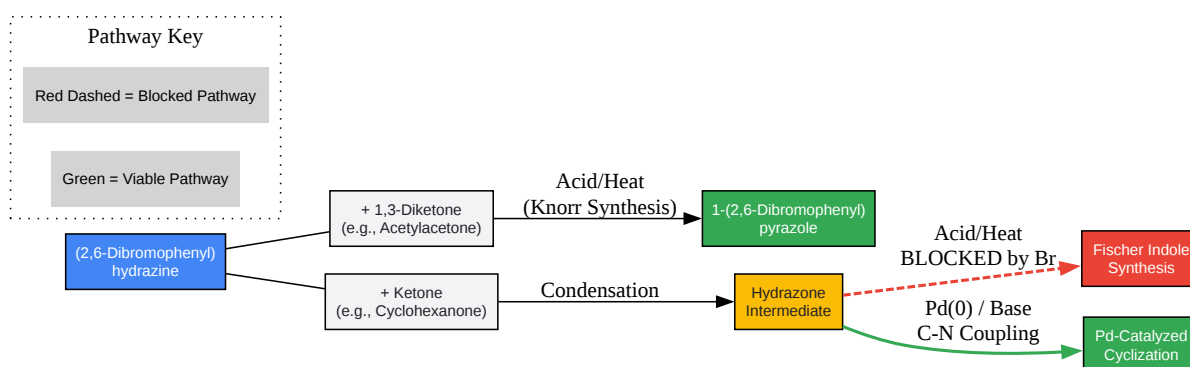 Pathway Key
Red Dashed = Blocked Pathway
Green = Viable Pathway
(2,6-Dibromophenyl)
hydrazine
+ 1,3-Diketone
(e.g., Acetylacetone)
Acid/Heat
(Knorr Synthesis)
1-(2,6-Dibromophenyl)
pyrazole
+ Ketone
(e.g., Cyclohexanone)
Condensation
Hydrazone
Intermediate
Acid/Heat
BLOCKED by Br
Fischer Indole
Synthesis
Pd(0) / Base
C-N Coupling
Pd-Catalyzed
Cyclization